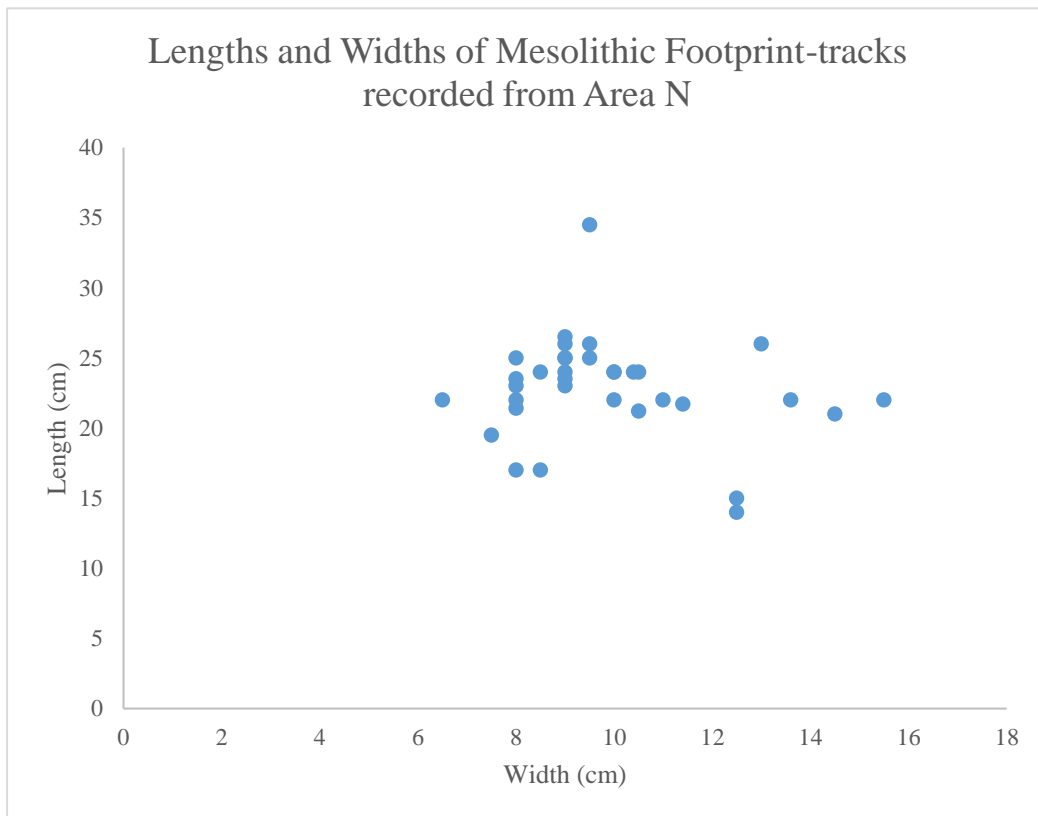 Lengths and Widths of Mesolithic Footprint-tracks
recorded from Area N
40
35
30
25
20
15
10
5
0
Length (cm)
0 2 4 6 8 10 12 14 16 18
Width (cm)